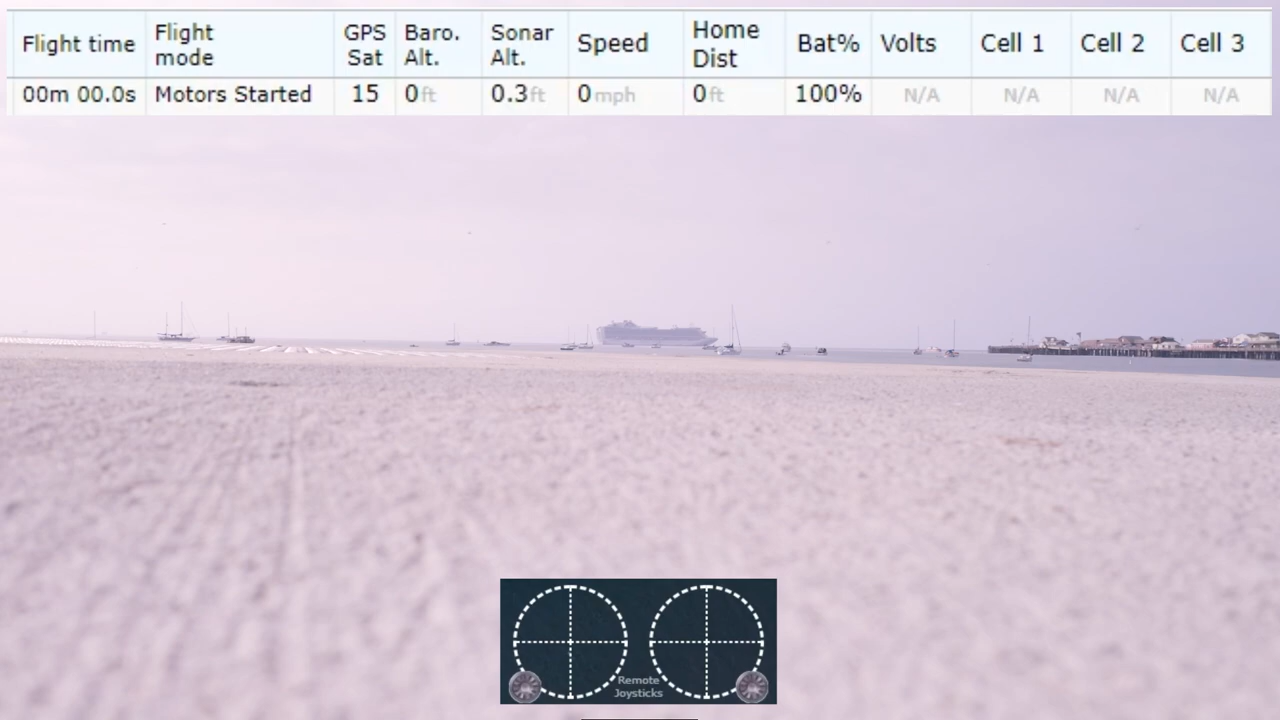 Flight time Flight mode GPS Sat Baro. Alt. Sonar Alt. Speed Home Dist Bat% Volts Cell 1 Cell 2 Cell 3
00m 00.0s Motors Started 15 0ft 0.3ft 0mph 0ft 100% N/A N/A N/A N/A
Remote
Joysticks